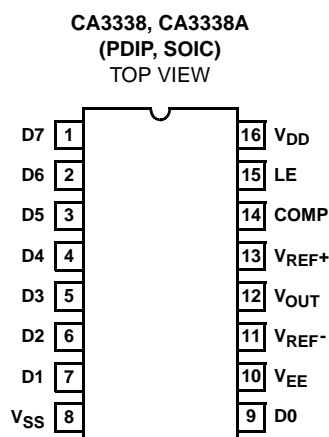 CA3338, CA3338A
(PDIP, SOIC)
TOP VIEW
D7 1 16 VDD
D6 2 15 LE
D5 3 14 COMP
D4 4 13 VREF+
D3 5 12 VOUT
D2 6 11 VREF-
D1 7 10 VEE
VSS 8 9 D0